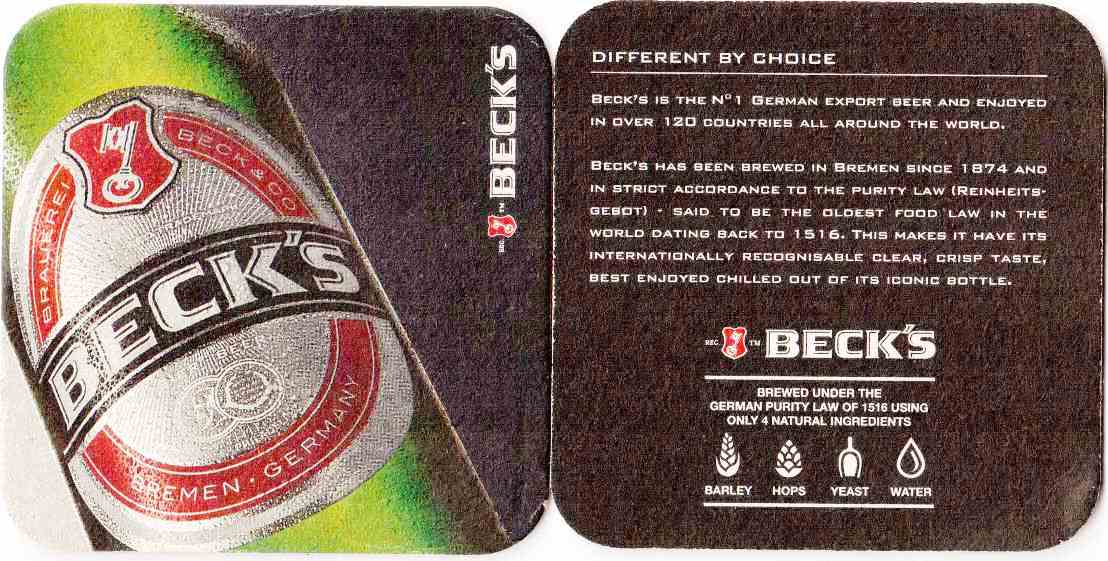 BRAUEREI BECK & CO
BECK'S
BEER
BREMEN · GERMANY
REC. TM BECK'S
DIFFERENT BY CHOICE
BECK'S IS THE Nº1 GERMAN EXPORT BEER AND ENJOYED
IN OVER 120 COUNTRIES ALL AROUND THE WORLD.
BECK'S HAS BEEN BREWED IN BREMEN SINCE 1874 AND
IN STRICT ACCORDANCE TO THE PURITY LAW (REINHEITS-
GEBOT) - SAID TO BE THE OLDEST FOOD LAW IN THE
WORLD DATING BACK TO 1516. THIS MAKES IT HAVE ITS
INTERNATIONALLY RECOGNISABLE CLEAR, CRISP TASTE,
BEST ENJOYED CHILLED OUT OF ITS ICONIC BOTTLE.
REC. TM BECK'S
BREWED UNDER THE
GERMAN PURITY LAW OF 1516 USING
ONLY 4 NATURAL INGREDIENTS
BARLEY HOPS YEAST WATER